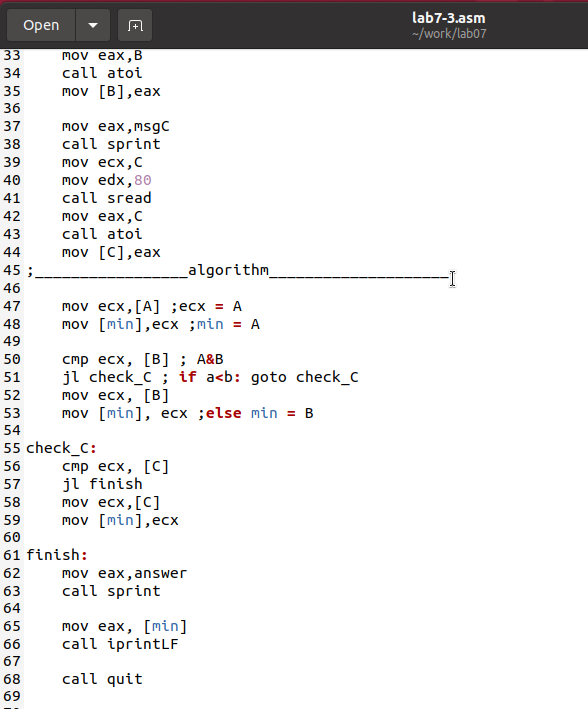 Open
lab7-3.asm
~/work/lab07
33 mov eax,B
34 call atoi
35 mov [B],eax
36
37 mov eax,msgC
38 call sprint
39 mov ecx,C
40 mov edx,80
41 call sread
42 mov eax,C
43 call atoi
44 mov [C],eax
45 ;_________________algorithm____________________
46
47 mov ecx,[A] ;ecx = A
48 mov [min],ecx ;min = A
49
50 cmp ecx, [B] ; A&B
51 jl check_C ; if a<b: goto check_C
52 mov ecx, [B]
53 mov [min], ecx ;else min = B
54
55 check_C:
56 cmp ecx, [C]
57 jl finish
58 mov ecx,[C]
59 mov [min],ecx
60
61 finish:
62 mov eax,answer
63 call sprint
64
65 mov eax, [min]
66 call iprintLF
67
68 call quit
69